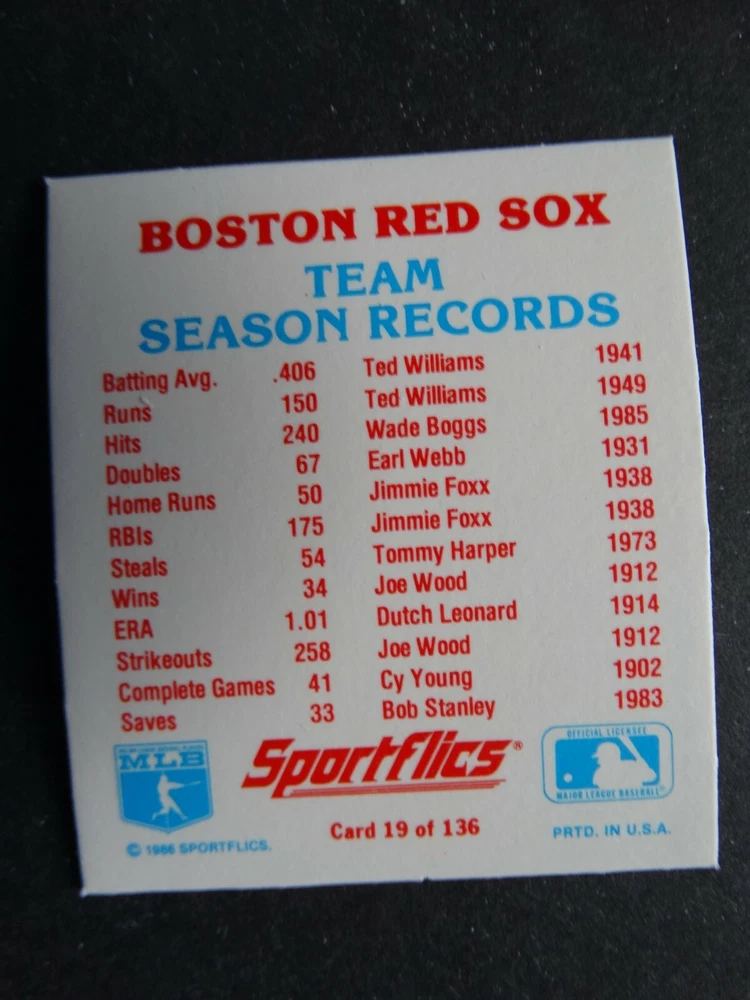 BOSTON RED SOX
TEAM
SEASON RECORDS
Batting Avg. .406 Ted Williams 1941
Runs 150 Ted Williams 1949
Hits 240 Wade Boggs 1985
Doubles 67 Earl Webb 1931
Home Runs 50 Jimmie Foxx 1938
RBIs 175 Jimmie Foxx 1938
Steals 54 Tommy Harper 1973
Wins 34 Joe Wood 1912
ERA 1.01 Dutch Leonard 1914
Strikeouts 258 Joe Wood 1912
Complete Games 41 Cy Young 1902
Saves 33 Bob Stanley 1983
MLB
Sportflics®
OFFICIAL LICENSEE
MAJOR LEAGUE BASEBALL
Card 19 of 136
© 1986 SPORTFLICS.
PRTD. IN U.S.A.